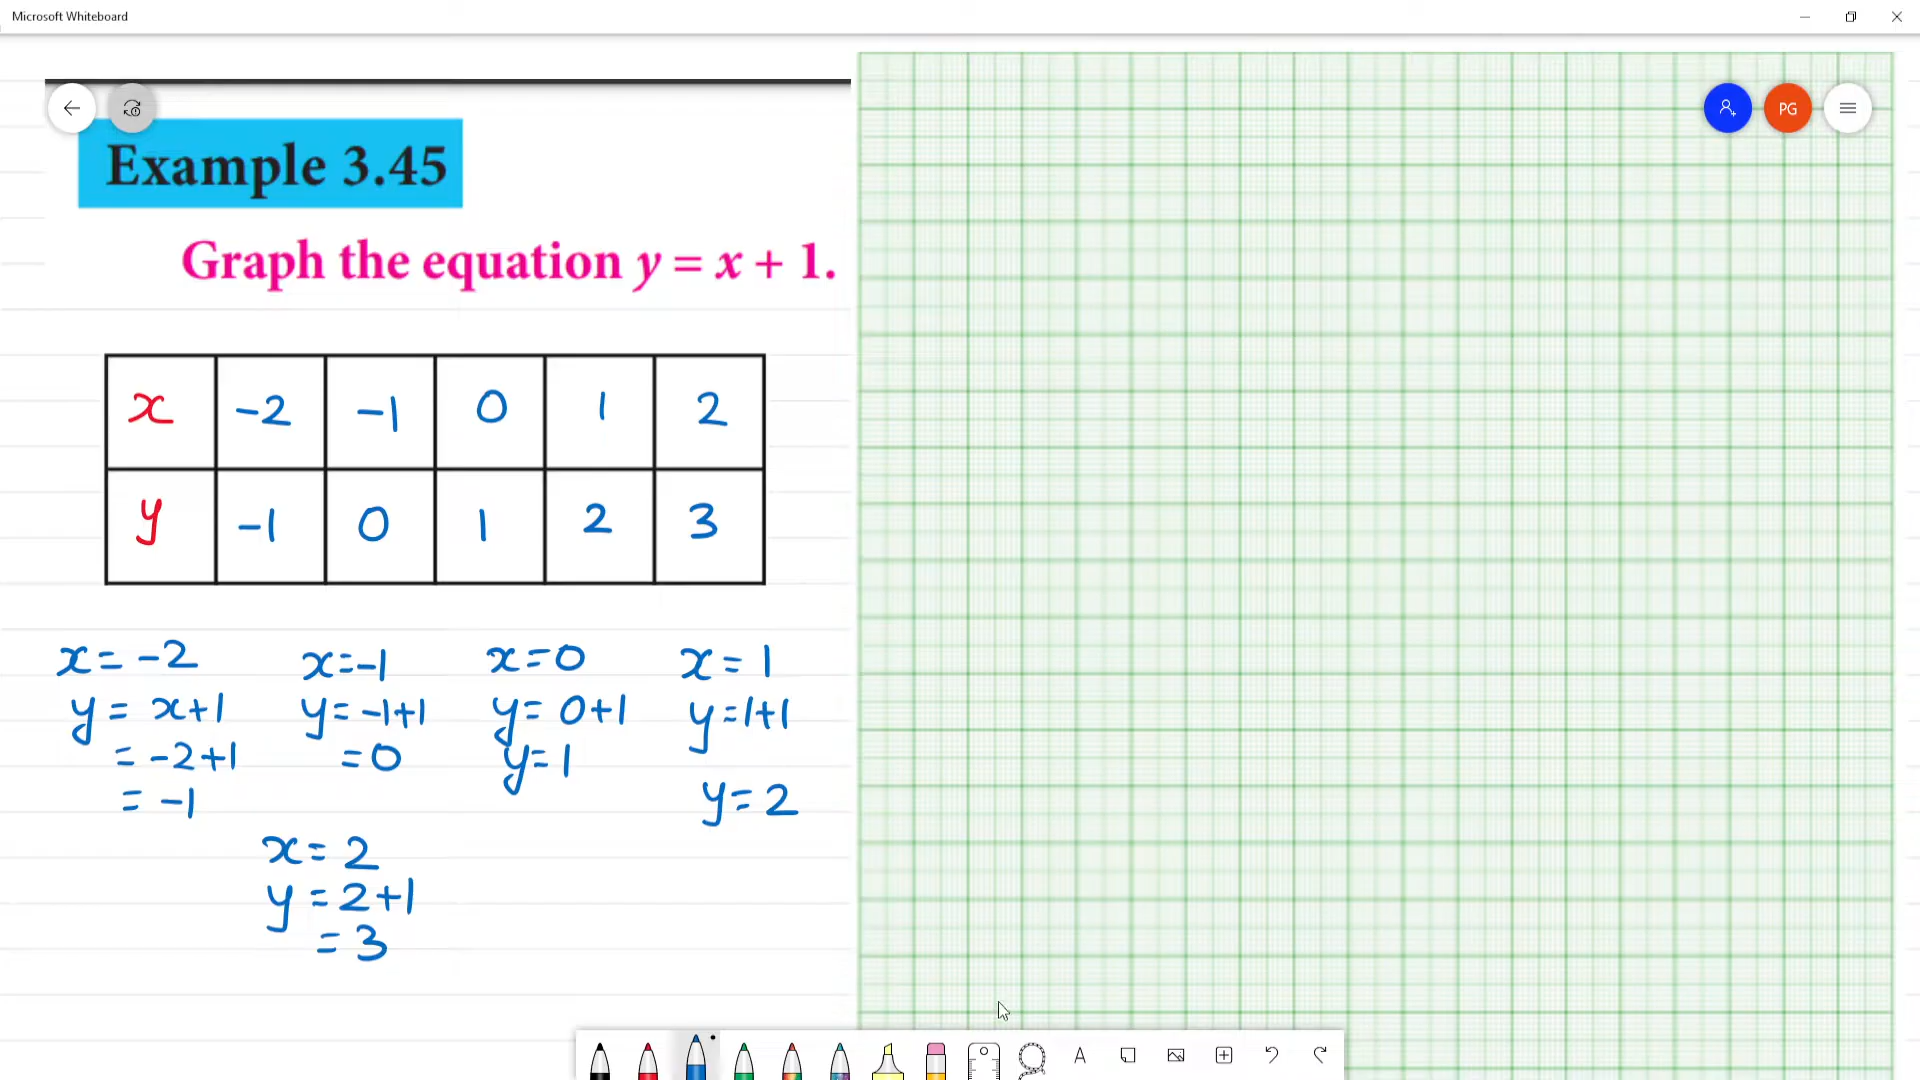 Microsoft Whiteboard
PG
Example 3.45
Graph the equation y = x + 1.
x -2 -1 0 1 2
y -1 0 1 2 3
x = -2 x=-1 x=0 x = 1
y = x+1 y=-1+1 y= 0+1 y=1+1
= -2+1 =0 y=1
= -1 y=2
x= 2
y = 2+1
= 3
A